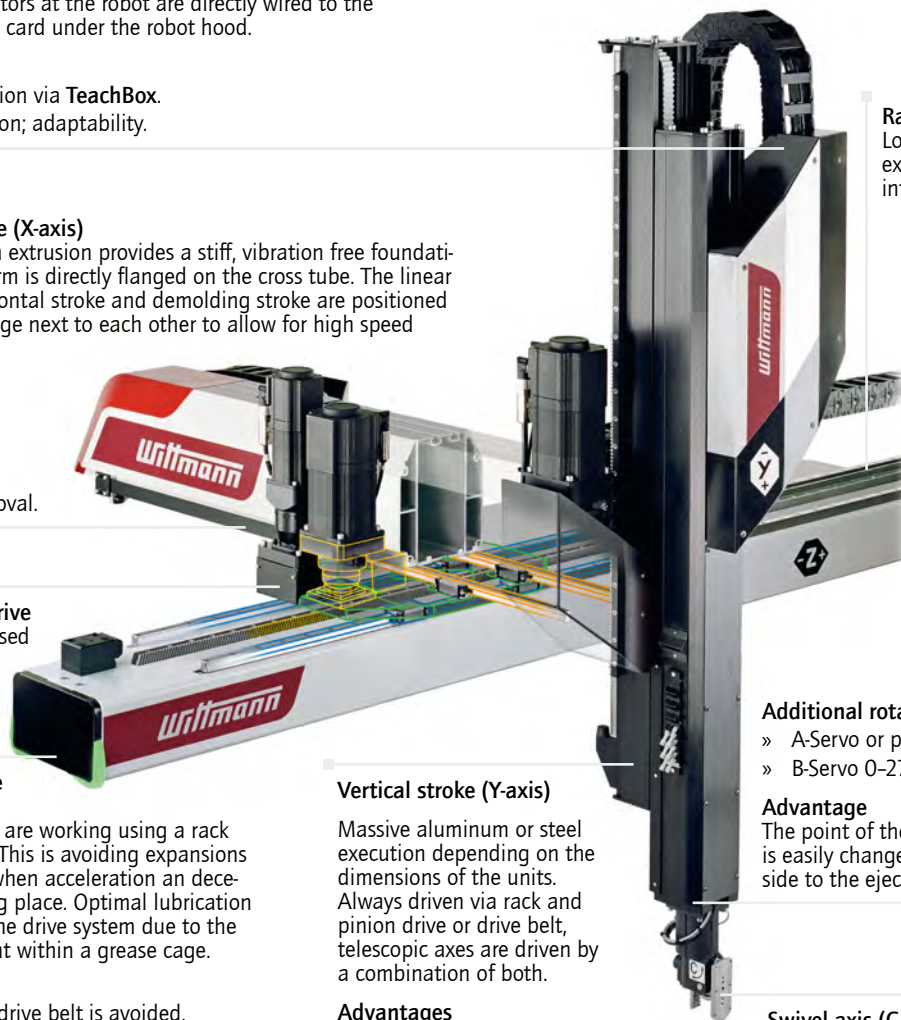 tors at the robot are directly wired to the
card under the robot hood.
ion via TeachBox.
on; adaptability.
Ra
Lo
ex
in
e (X-axis)
extrusion provides a stiff, vibration free foundati-
rm is directly flanged on the cross tube. The linear
ontal stroke and demolding stroke are positioned
ge next to each other to allow for high speed
Wittmann
Wittmann
Y
oval.
-Z+
rive
sed
Wittmann
e
are working using a rack
This is avoiding expansions
when acceleration an dece-
g place. Optimal lubrication
ne drive system due to the
nt within a grease cage.
drive belt is avoided.
Vertical stroke (Y-axis)
Massive aluminum or steel
execution depending on the
dimensions of the units.
Always driven via rack and
pinion drive or drive belt,
telescopic axes are driven by
a combination of both.
Advantages
Additional rota
» A-Servo or p
» B-Servo 0–27
Advantage
The point of the
is easily change
side to the ejec
C
Swivel axis (C